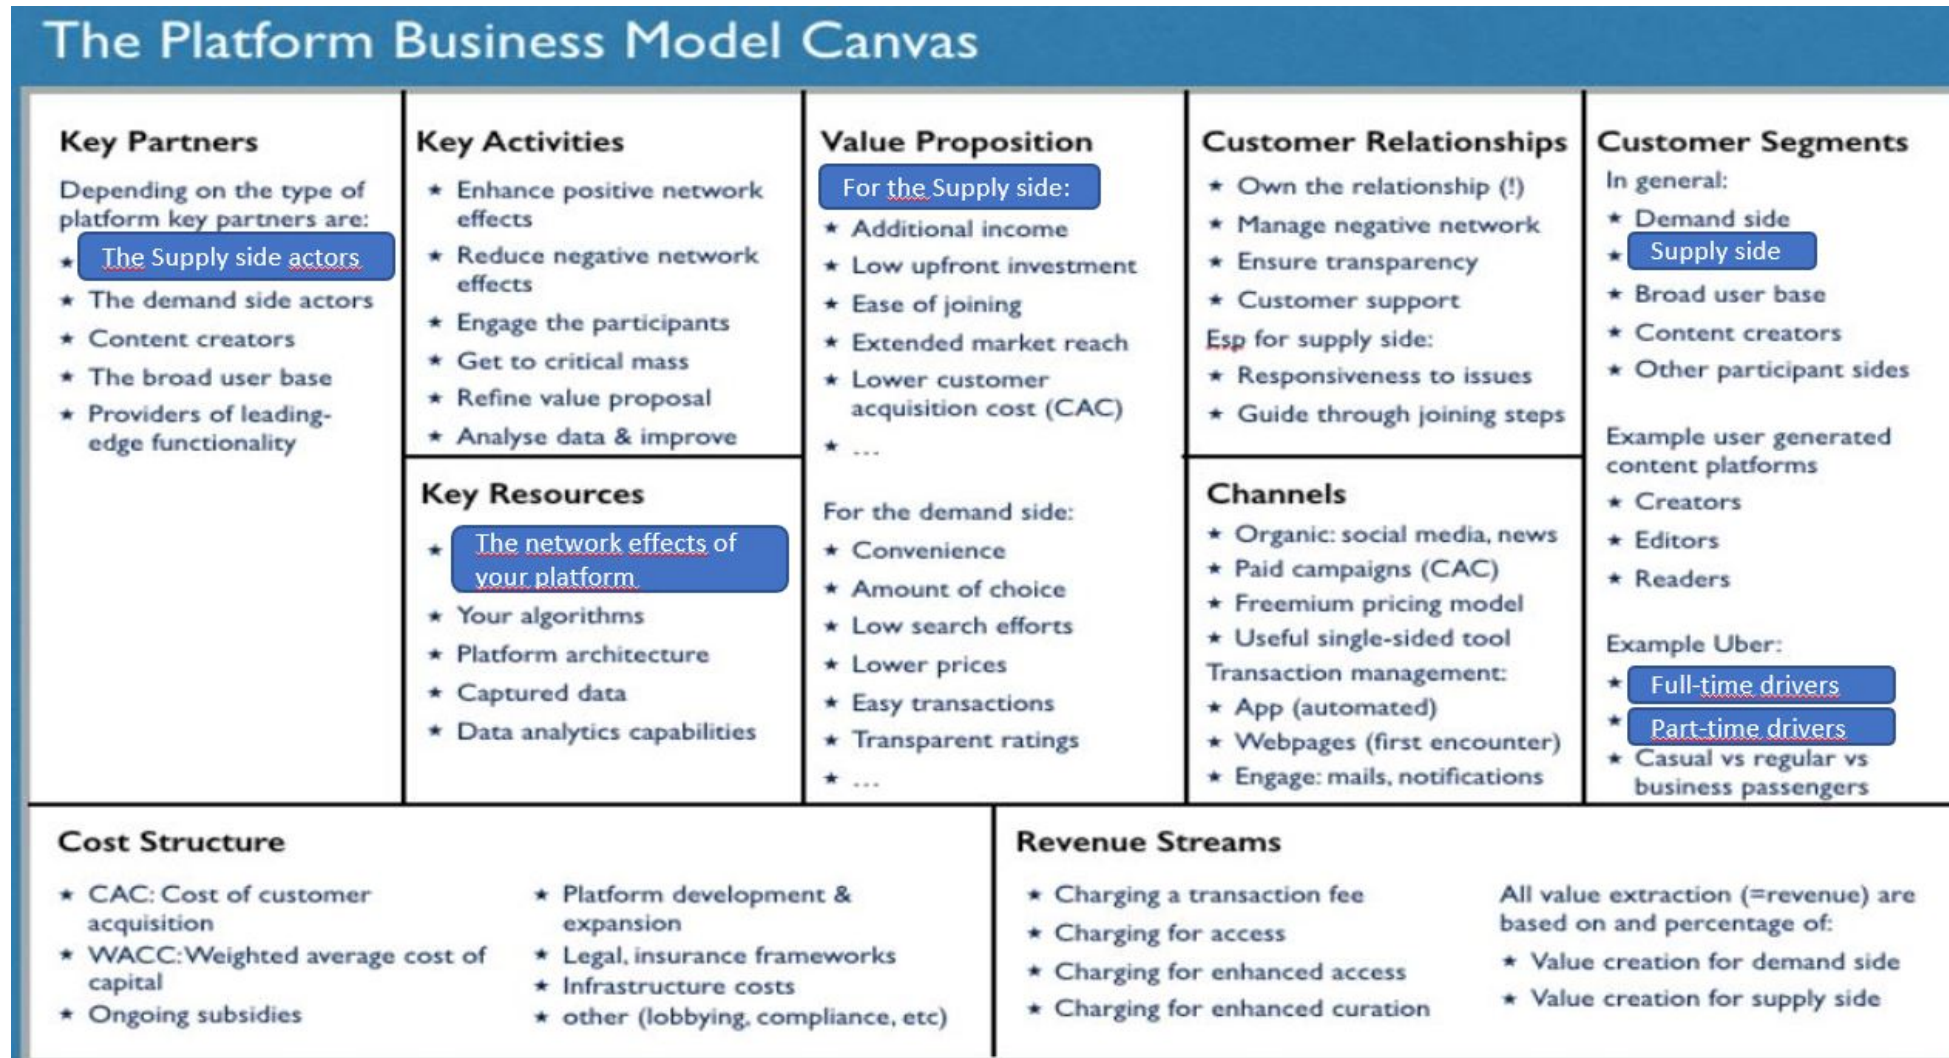 The Platform Business Model Canvas
Key Partners
Depending on the type of
platform key partners are:
★ The Supply side actors
★ The demand side actors
★ Content creators
★ The broad user base
★ Providers of leading-
edge functionality
Key Activities
★ Enhance positive network
effects
★ Reduce negative network
effects
★ Engage the participants
★ Get to critical mass
★ Refine value proposal
★ Analyse data & improve
Key Resources
★ The network effects of
your platform
★ Your algorithms
★ Platform architecture
★ Captured data
★ Data analytics capabilities
Value Proposition
For the Supply side:
★ Additional income
★ Low upfront investment
★ Ease of joining
★ Extended market reach
★ Lower customer
acquisition cost (CAC)
★ ...
For the demand side:
★ Convenience
★ Amount of choice
★ Low search efforts
★ Lower prices
★ Easy transactions
★ Transparent ratings
★ ...
Customer Relationships
★ Own the relationship (!)
★ Manage negative network
★ Ensure transparency
★ Customer support
Esp for supply side:
★ Responsiveness to issues
★ Guide through joining steps
Channels
★ Organic: social media, news
★ Paid campaigns (CAC)
★ Freemium pricing model
★ Useful single-sided tool
Transaction management:
★ App (automated)
★ Webpages (first encounter)
★ Engage: mails, notifications
Customer Segments
In general:
★ Demand side
★ Supply side
★ Broad user base
★ Content creators
★ Other participant sides
Example user generated
content platforms
★ Creators
★ Editors
★ Readers
Example Uber:
★ Full-time drivers
★ Part-time drivers
★ Casual vs regular vs
business passengers
Cost Structure
★ CAC: Cost of customer
acquisition
★ WACC: Weighted average cost of
capital
★ Ongoing subsidies
★ Platform development &
expansion
★ Legal, insurance frameworks
★ Infrastructure costs
★ other (lobbying, compliance, etc)
Revenue Streams
★ Charging a transaction fee
★ Charging for access
★ Charging for enhanced access
★ Charging for enhanced curation
All value extraction (=revenue) are
based on and percentage of:
★ Value creation for demand side
★ Value creation for supply side